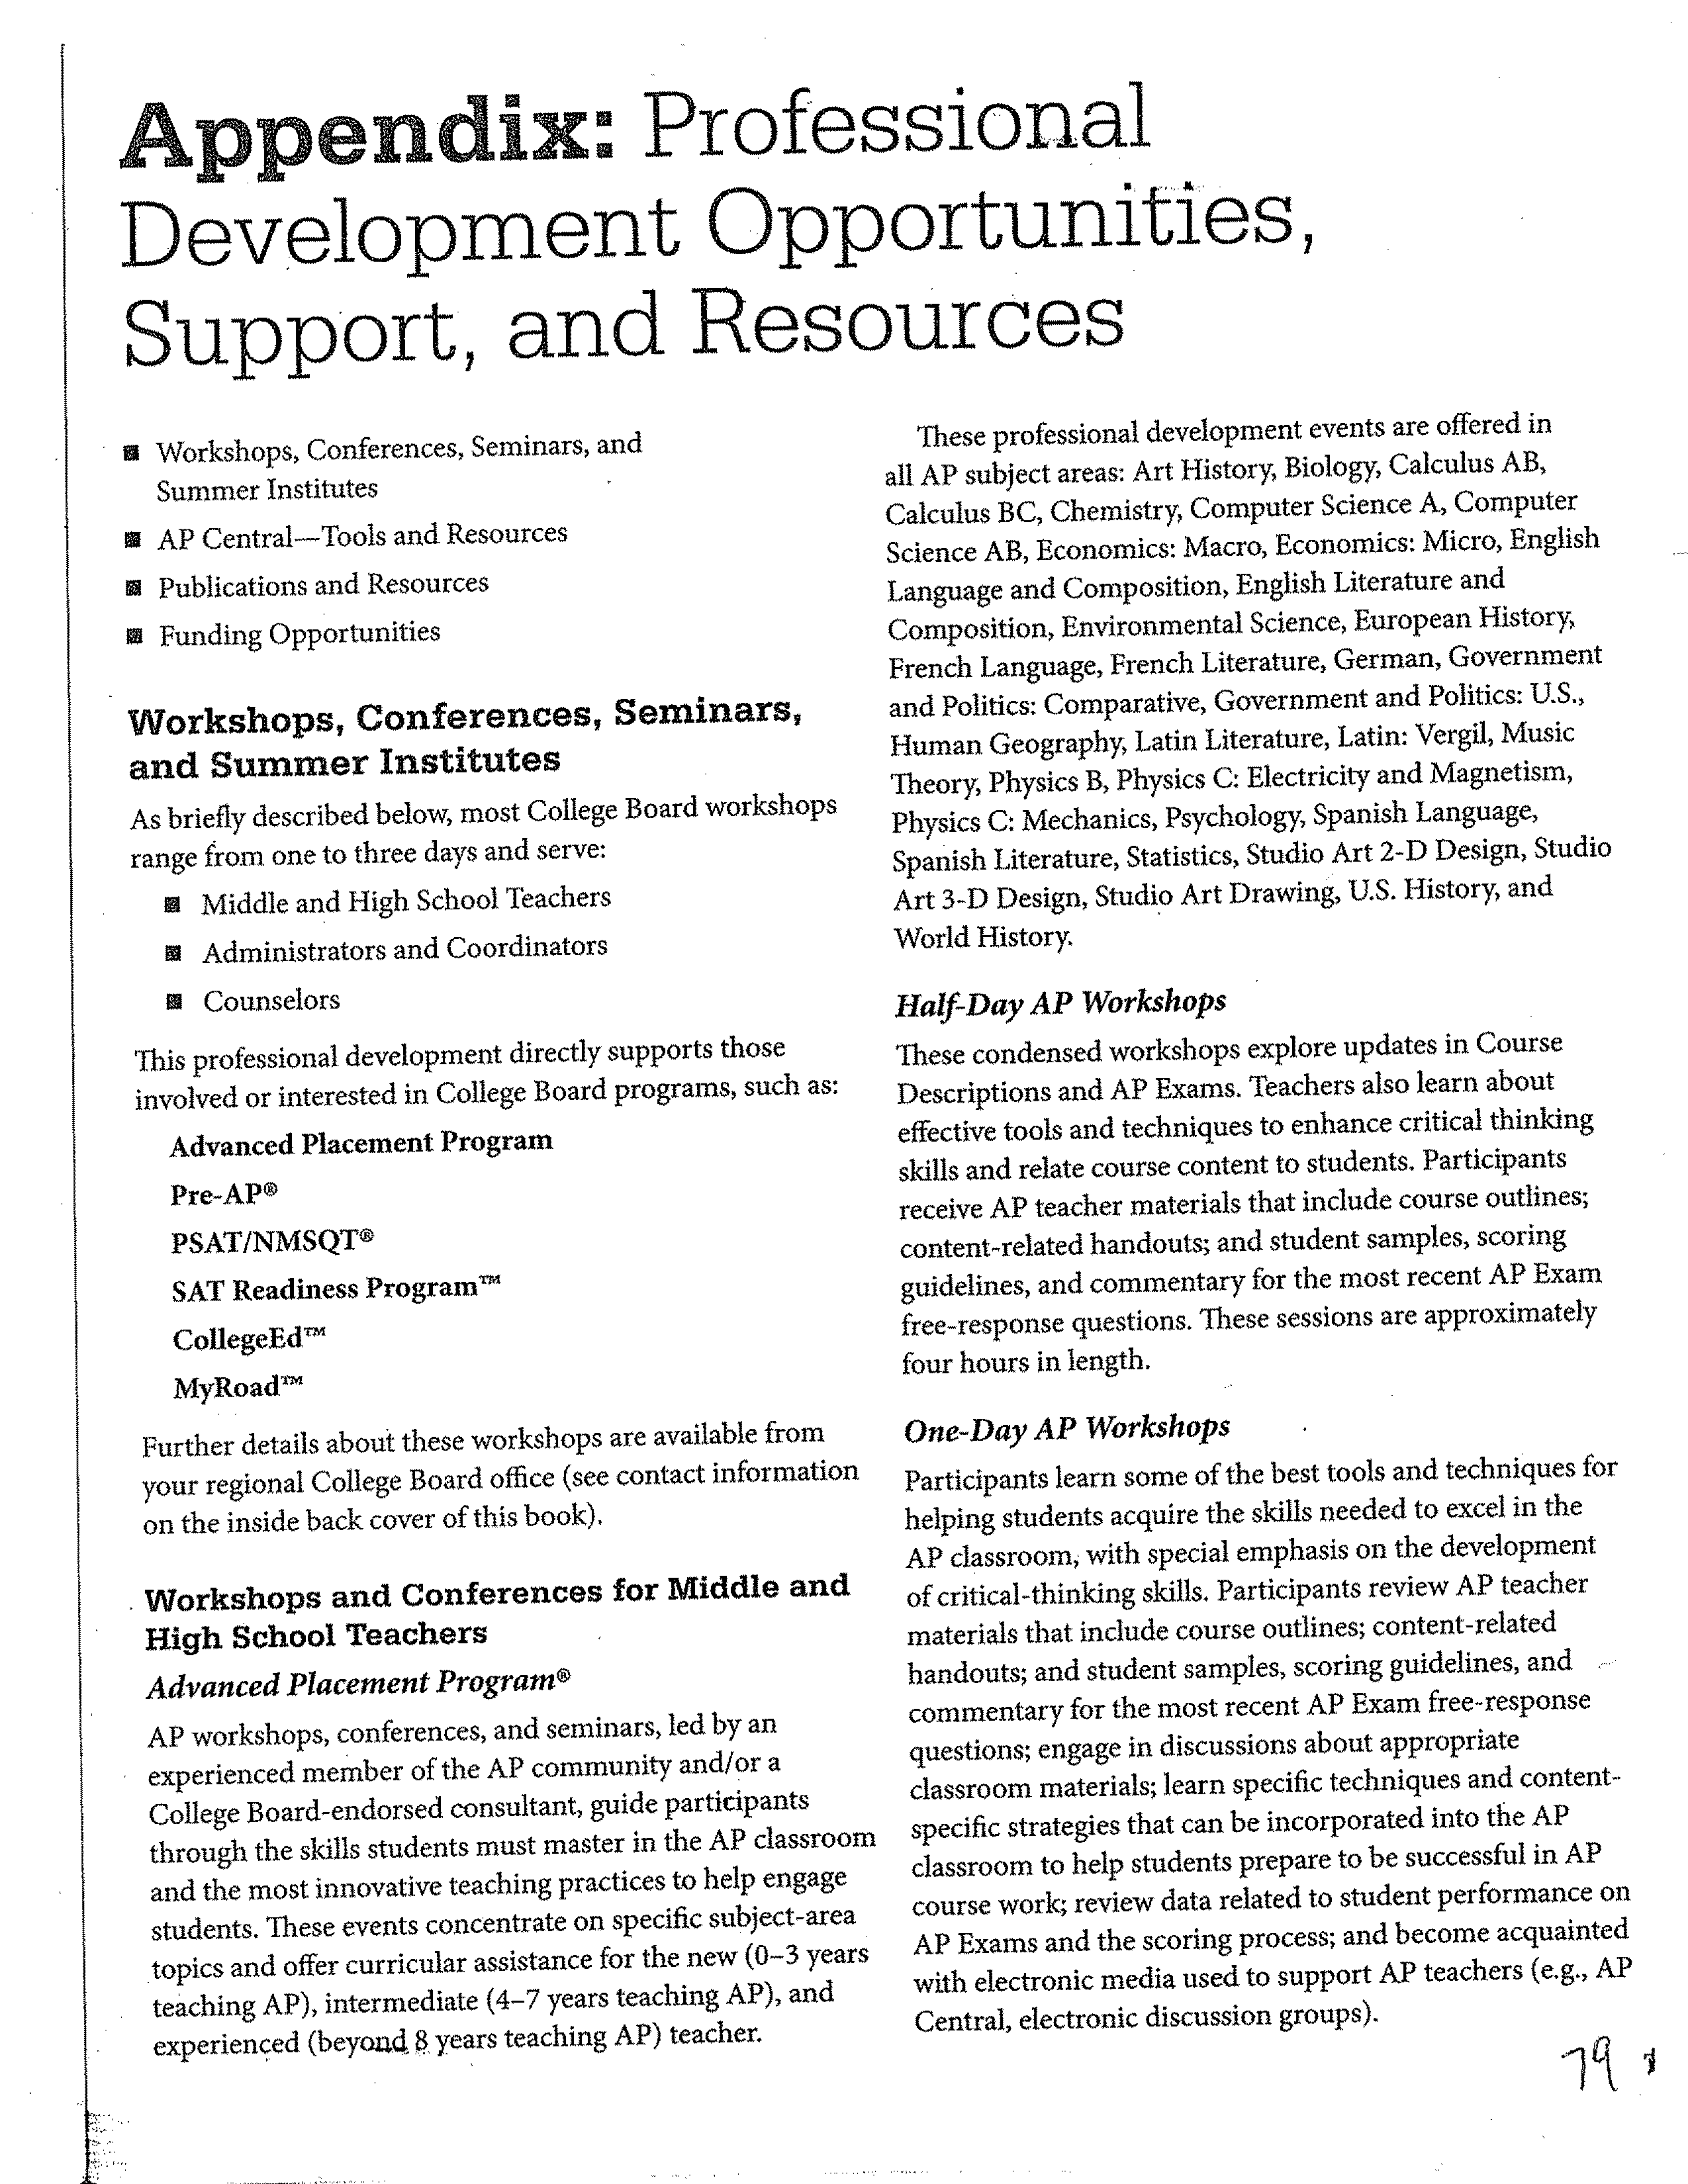 Appendix: Professional
Development Opportunities,
Support, and Resources
■ Workshops, Conferences, Seminars, and
Summer Institutes
■ AP Central—Tools and Resources
■ Publications and Resources
■ Funding Opportunities
Workshops, Conferences, Seminars,
and Summer Institutes
As briefly described below, most College Board workshops
range from one to three days and serve:
■ Middle and High School Teachers
■ Administrators and Coordinators
■ Counselors
This professional development directly supports those
involved or interested in College Board programs, such as:
Advanced Placement Program
Pre-AP®
PSAT/NMSQT®
SAT Readiness Program™
CollegeEd™
MyRoad™
Further details about these workshops are available from
your regional College Board office (see contact information
on the inside back cover of this book).
Workshops and Conferences for Middle and
High School Teachers
Advanced Placement Program®
AP workshops, conferences, and seminars, led by an
experienced member of the AP community and/or a
College Board-endorsed consultant, guide participants
through the skills students must master in the AP classroom
and the most innovative teaching practices to help engage
students. These events concentrate on specific subject-area
topics and offer curricular assistance for the new (0–3 years
teaching AP), intermediate (4–7 years teaching AP), and
experienced (beyond 8 years teaching AP) teacher.
These professional development events are offered in
all AP subject areas: Art History, Biology, Calculus AB,
Calculus BC, Chemistry, Computer Science A, Computer
Science AB, Economics: Macro, Economics: Micro, English
Language and Composition, English Literature and
Composition, Environmental Science, European History,
French Language, French Literature, German, Government
and Politics: Comparative, Government and Politics: U.S.,
Human Geography, Latin Literature, Latin: Vergil, Music
Theory, Physics B, Physics C: Electricity and Magnetism,
Physics C: Mechanics, Psychology, Spanish Language,
Spanish Literature, Statistics, Studio Art 2-D Design, Studio
Art 3-D Design, Studio Art Drawing, U.S. History, and
World History.
Half-Day AP Workshops
These condensed workshops explore updates in Course
Descriptions and AP Exams. Teachers also learn about
effective tools and techniques to enhance critical thinking
skills and relate course content to students. Participants
receive AP teacher materials that include course outlines;
content-related handouts; and student samples, scoring
guidelines, and commentary for the most recent AP Exam
free-response questions. These sessions are approximately
four hours in length.
One-Day AP Workshops
Participants learn some of the best tools and techniques for
helping students acquire the skills needed to excel in the
AP classroom, with special emphasis on the development
of critical-thinking skills. Participants review AP teacher
materials that include course outlines; content-related
handouts; and student samples, scoring guidelines, and
commentary for the most recent AP Exam free-response
questions; engage in discussions about appropriate
classroom materials; learn specific techniques and content-
specific strategies that can be incorporated into the AP
classroom to help students prepare to be successful in AP
course work; review data related to student performance on
AP Exams and the scoring process; and become acquainted
with electronic media used to support AP teachers (e.g., AP
Central, electronic discussion groups).
79